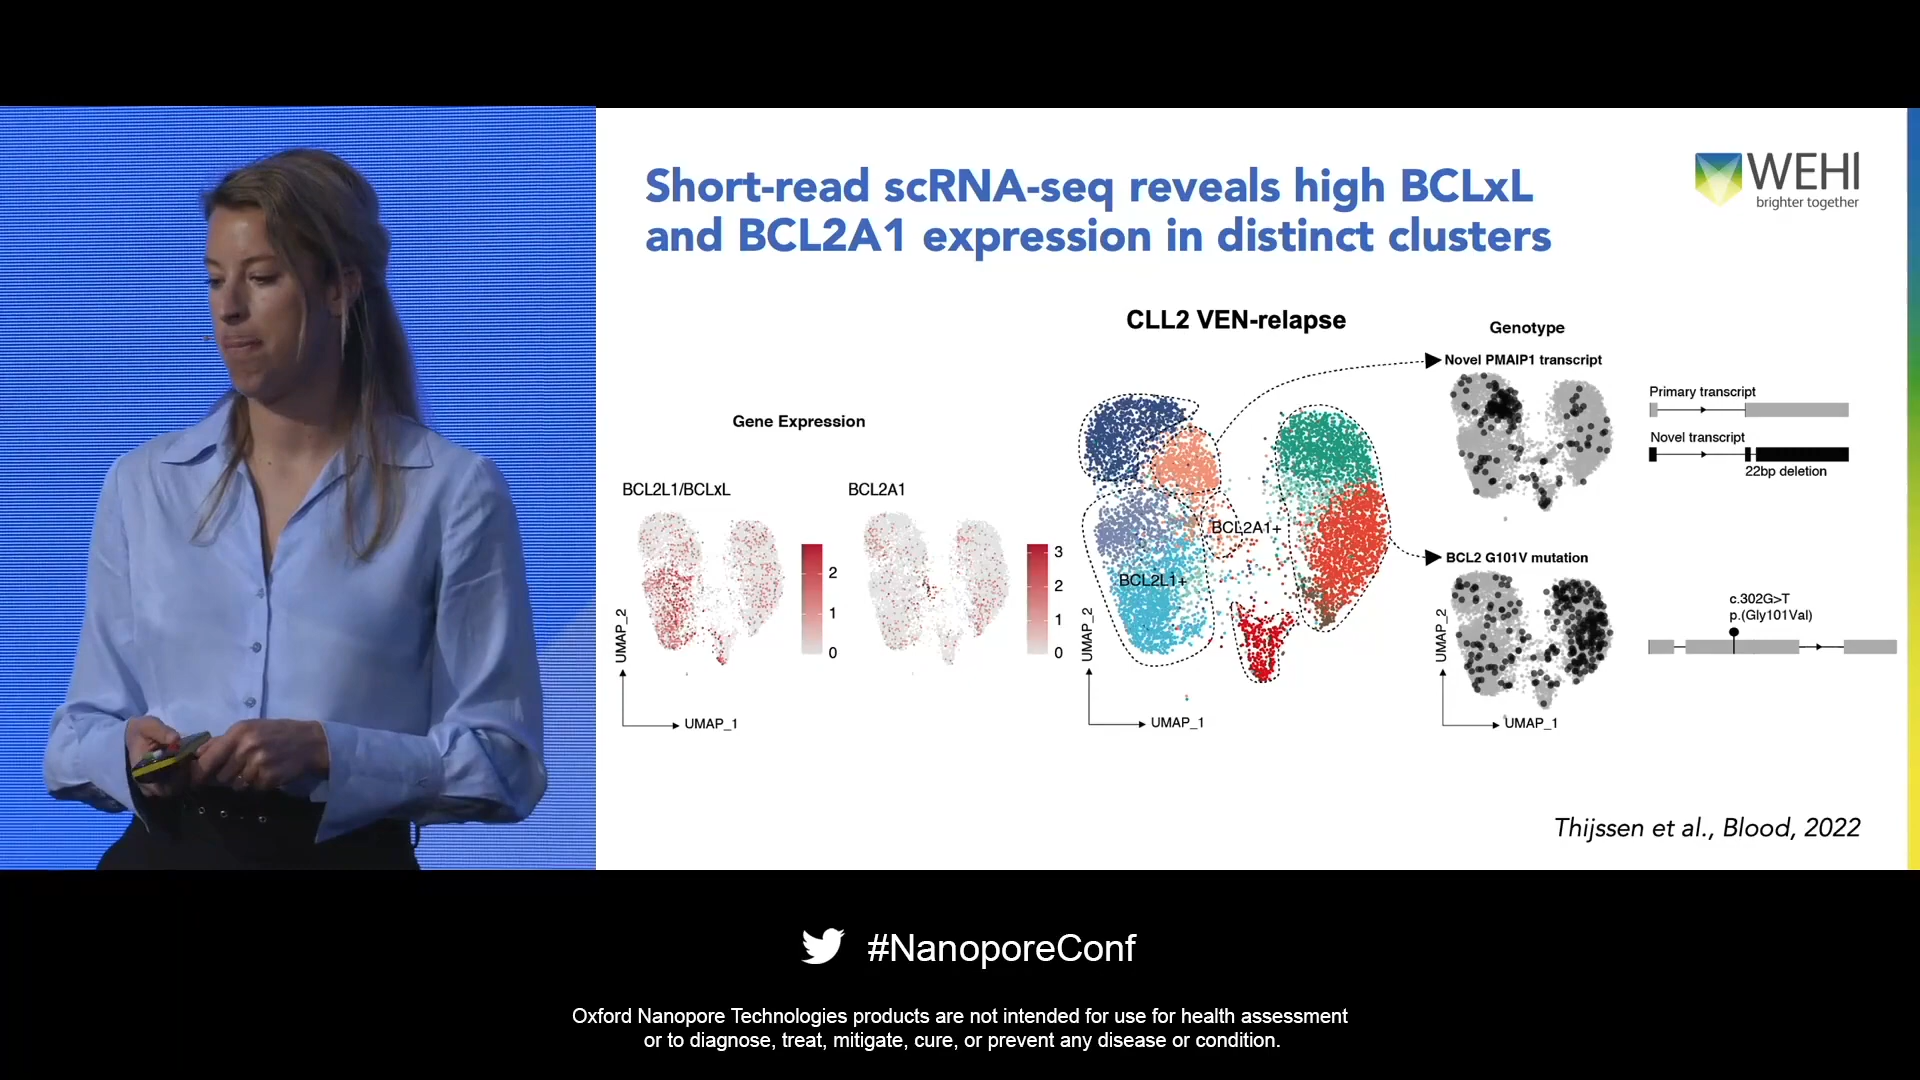 Short-read scRNA-seq reveals high BCLxL
and BCL2A1 expression in distinct clusters
WEHI
brighter together
Gene Expression
BCL2L1/BCLxL
BCL2A1
2
1
0
3
2
1
0
UMAP_2
UMAP_1
CLL2 VEN-relapse
BCL2A1+
BCL2L1+
UMAP_2
UMAP_1
Genotype
Novel PMAIP1 transcript
Primary transcript
Novel transcript
22bp deletion
BCL2 G101V mutation
c.302G>T
p.(Gly101Val)
UMAP_2
UMAP_1
Thijssen et al., Blood, 2022
#NanoporeConf
Oxford Nanopore Technologies products are not intended for use for health assessment
or to diagnose, treat, mitigate, cure, or prevent any disease or condition.